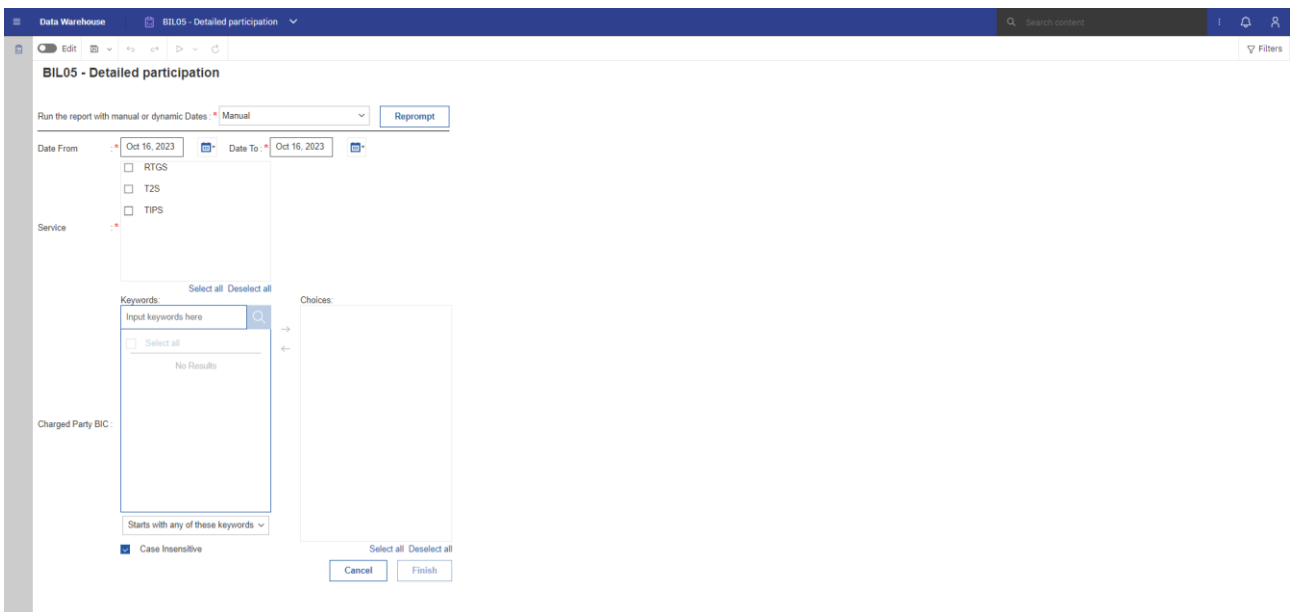 Data Warehouse
BIL05 - Detailed participation
Search content
Edit
Filters
BIL05 - Detailed participation
Run the report with manual or dynamic Dates : * Manual
Reprompt
Date From : * Oct 16, 2023 Date To : * Oct 16, 2023
RTGS
T2S
TIPS
Service : *
Select all Deselect all
Keywords: Choices:
Input keywords here
Select all
No Results
Charged Party BIC :
Starts with any of these keywords
Case Insensitive
Select all Deselect all
Cancel Finish